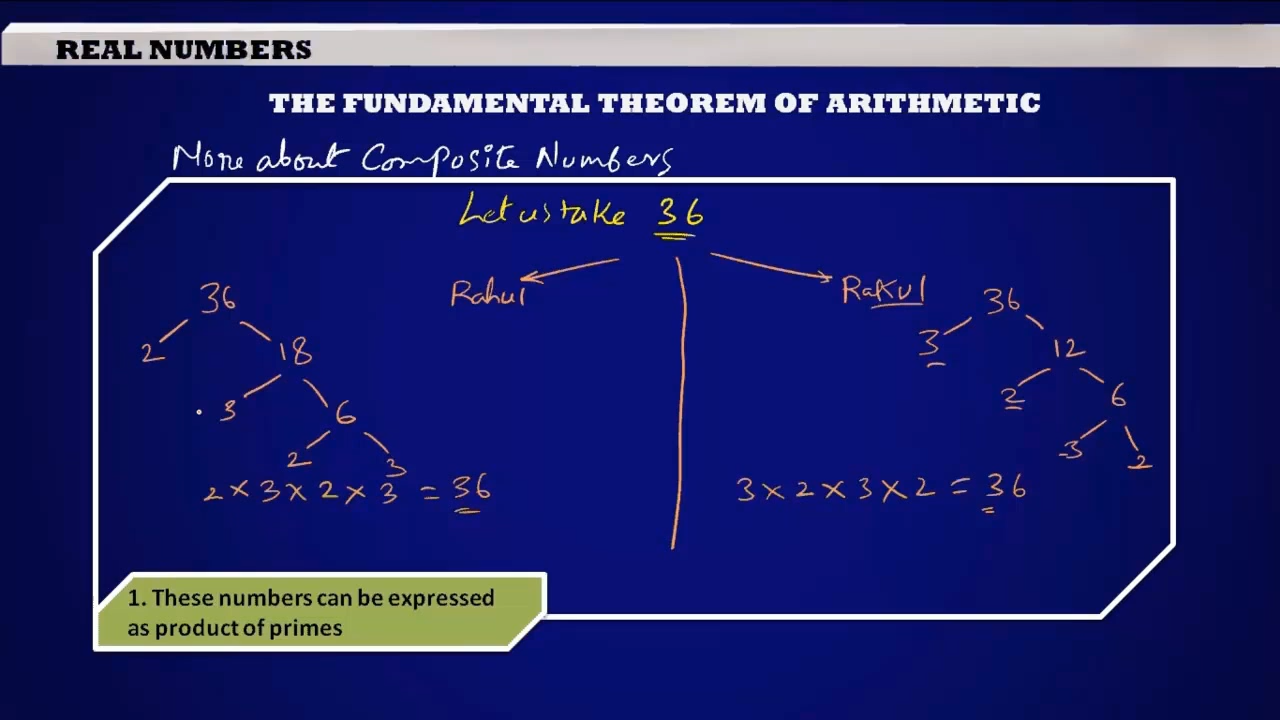 REAL NUMBERS
THE FUNDAMENTAL THEOREM OF ARITHMETIC
More about Composite Numbers
Let us take 36
Rahul
Rakul
36
2 18
3 6
2 3
2 × 3 × 2 × 3 = 36
36
3 12
2 6
3 2
3 × 2 × 3 × 2 = 36
1. These numbers can be expressed
as product of primes